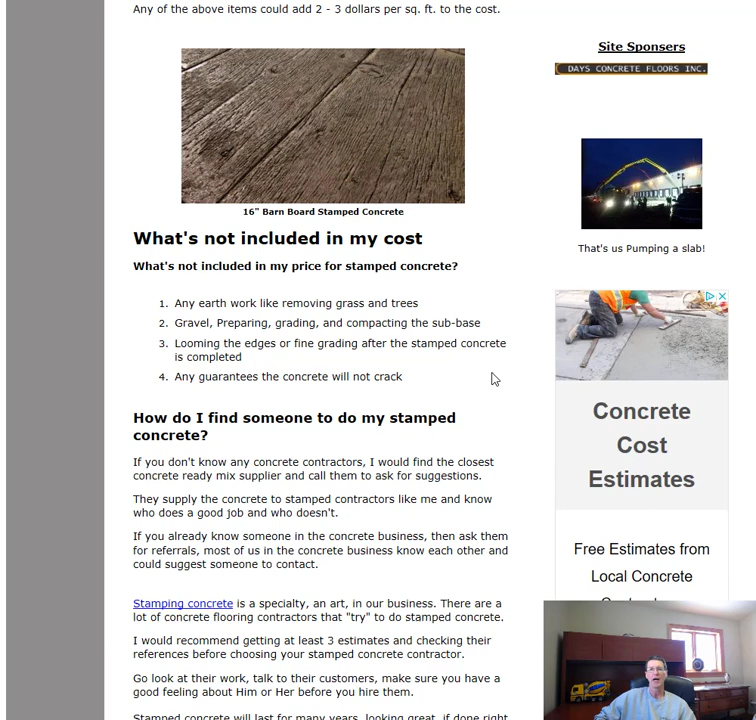 Any of the above items could add 2 - 3 dollars per sq. ft. to the cost.
16" Barn Board Stamped Concrete
What's not included in my cost
What's not included in my price for stamped concrete?
1. Any earth work like removing grass and trees
2. Gravel, Preparing, grading, and compacting the sub-base
3. Looming the edges or fine grading after the stamped concrete
is completed
4. Any guarantees the concrete will not crack
How do I find someone to do my stamped
concrete?
If you don't know any concrete contractors, I would find the closest
concrete ready mix supplier and call them to ask for suggestions.
They supply the concrete to stamped contractors like me and know
who does a good job and who doesn't.
If you already know someone in the concrete business, then ask them
for referrals, most of us in the concrete business know each other and
could suggest someone to contact.
Stamping concrete is a specialty, an art, in our business. There are a
lot of concrete flooring contractors that "try" to do stamped concrete.
I would recommend getting at least 3 estimates and checking their
references before choosing your stamped concrete contractor.
Go look at their work, talk to their customers, make sure you have a
good feeling about Him or Her before you hire them.
Stamped concrete will last for many years, looking great, if done right
Site Sponsers
DAYS CONCRETE FLOORS INC.
That's us Pumping a slab!
Concrete
Cost
Estimates
Free Estimates from
Local Concrete